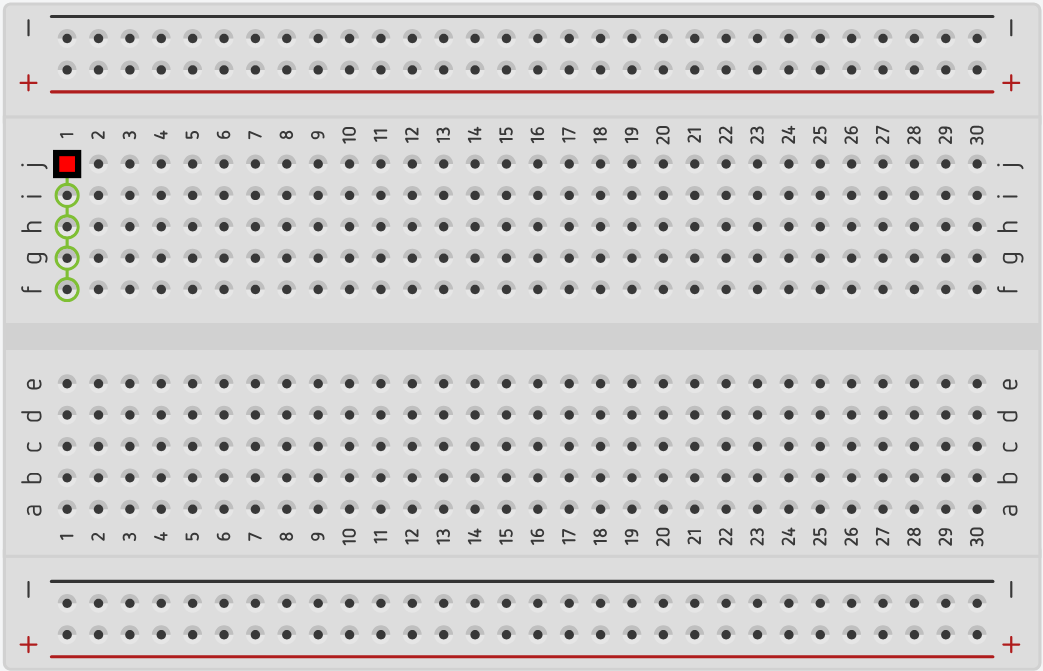 − −
+ +
1 2 3 4 5 6 7 8 9 10 11 12 13 14 15 16 17 18 19 20 21 22 23 24 25 26 27 28 29 30
j j
i i
h h
g g
f f
e e
d d
c c
b b
a a
1 2 3 4 5 6 7 8 9 10 11 12 13 14 15 16 17 18 19 20 21 22 23 24 25 26 27 28 29 30
− −
+ +